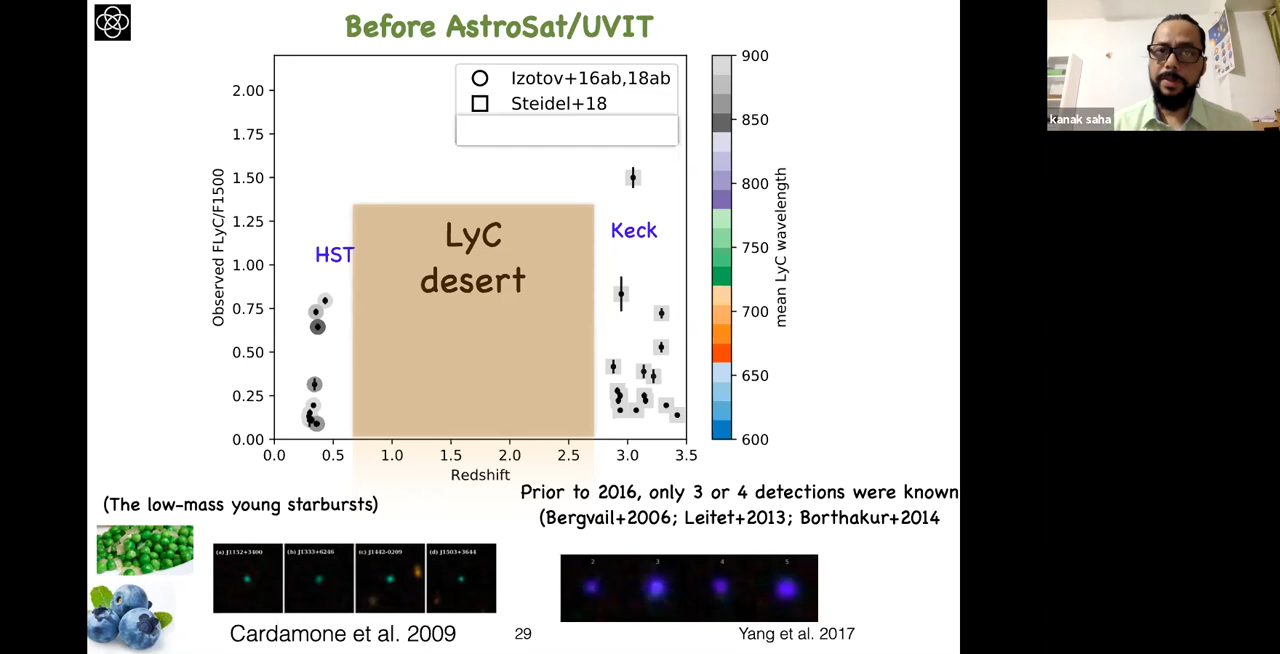 Before AstroSat/UVIT
Izotov+16ab,18ab
Steidel+18
2.00
1.75
1.50
1.25
1.00
0.75
0.50
0.25
0.00
Observed FLyC/F1500
0.0
0.5
1.0
1.5
2.0
2.5
3.0
3.5
Redshift
HST
LyC
desert
Keck
900
850
800
750
700
650
600
mean LyC wavelength
kanak saha
(The low-mass young starbursts)
Prior to 2016, only 3 or 4 detections were known
(Bergvail+2006; Leitet+2013; Borthakur+2014
(a) J1152+3400
(b) J1333+6246
(c) J1442-0209
(d) J1503+3644
2
3
4
5
Cardamone et al. 2009
29
Yang et al. 2017